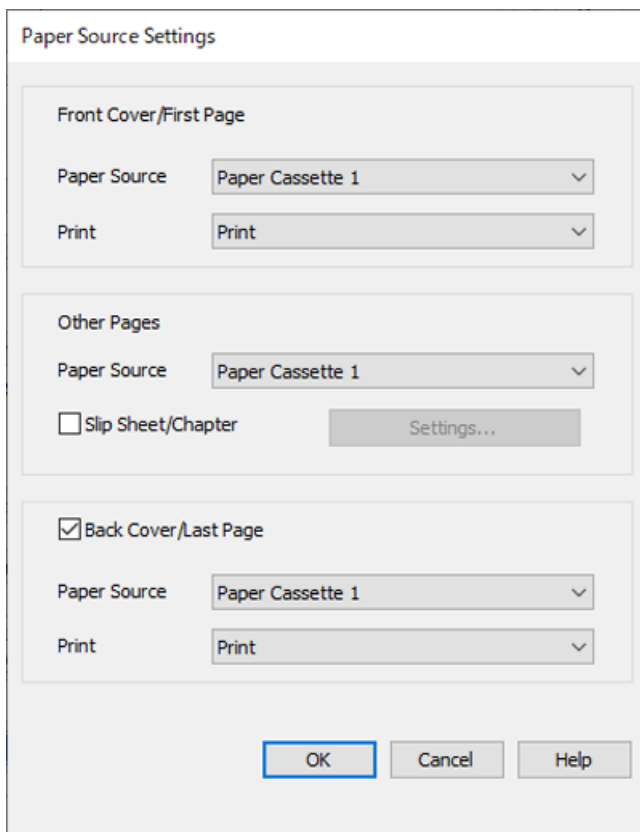 Paper Source Settings
Front Cover/First Page
Paper Source Paper Cassette 1
Print Print
Other Pages
Paper Source Paper Cassette 1
Slip Sheet/Chapter Settings...
Back Cover/Last Page
Paper Source Paper Cassette 1
Print Print
OK Cancel Help